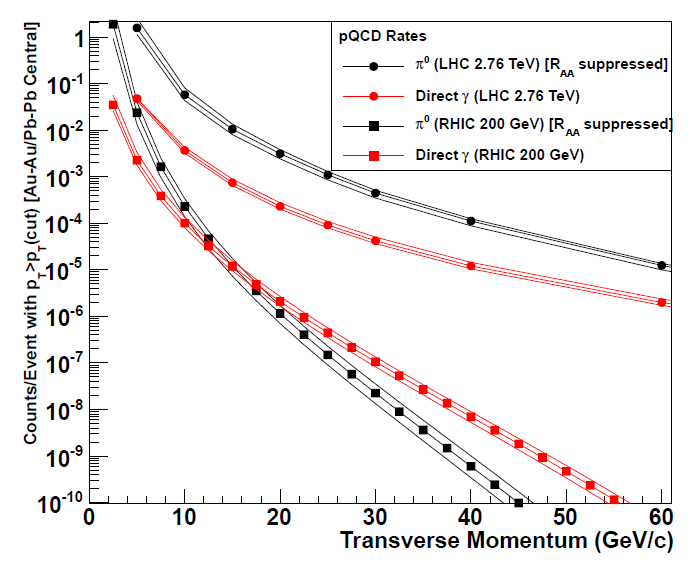 pQCD Rates
π⁰ (LHC 2.76 TeV) [R_AA suppressed]
Direct γ (LHC 2.76 TeV)
π⁰ (RHIC 200 GeV) [R_AA suppressed]
Direct γ (RHIC 200 GeV)
Counts/Event with p_T>p_T(cut) [Au-Au/Pb-Pb Central]
1
10⁻¹
10⁻²
10⁻³
10⁻⁴
10⁻⁵
10⁻⁶
10⁻⁷
10⁻⁸
10⁻⁹
10⁻¹⁰
0 10 20 30 40 50 60
Transverse Momentum (GeV/c)